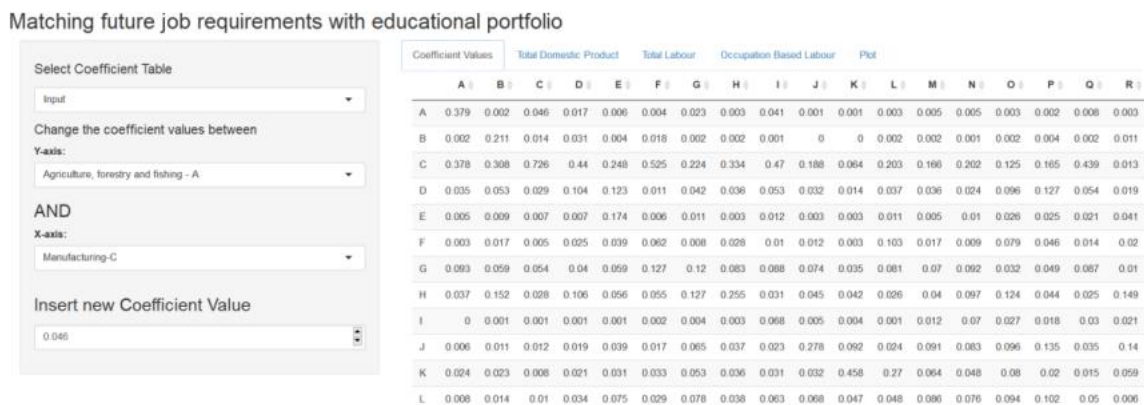 Matching future job requirements with educational portfolio
Select Coefficient Table
Input
Change the coefficient values between
Y-axis:
Agriculture, forestry and fishing - A
AND
X-axis:
Manufacturing-C
Insert new Coefficient Value
0.046
Coefficient Values Total Domestic Product Total Labour Occupation Based Labour Plot
A B C D E F G H I J K L M N O P Q R
A 0.379 0.002 0.046 0.017 0.006 0.004 0.023 0.003 0.041 0.001 0.001 0.003 0.005 0.005 0.003 0.002 0.008 0.003
B 0.002 0.211 0.014 0.031 0.004 0.018 0.002 0.002 0.001 0 0 0.002 0.002 0.001 0.002 0.004 0.002 0.011
C 0.378 0.308 0.726 0.44 0.248 0.525 0.224 0.334 0.47 0.188 0.064 0.203 0.166 0.202 0.125 0.165 0.439 0.013
D 0.035 0.053 0.029 0.104 0.123 0.011 0.042 0.036 0.053 0.032 0.014 0.037 0.036 0.024 0.096 0.127 0.054 0.019
E 0.005 0.009 0.007 0.007 0.174 0.006 0.011 0.003 0.012 0.003 0.003 0.011 0.005 0.01 0.026 0.025 0.021 0.041
F 0.003 0.017 0.005 0.025 0.039 0.062 0.008 0.028 0.01 0.012 0.003 0.103 0.017 0.009 0.079 0.046 0.014 0.02
G 0.093 0.059 0.054 0.04 0.059 0.127 0.12 0.083 0.088 0.074 0.035 0.081 0.07 0.092 0.032 0.049 0.087 0.01
H 0.037 0.152 0.028 0.106 0.056 0.055 0.127 0.255 0.031 0.045 0.042 0.026 0.04 0.097 0.124 0.044 0.025 0.149
I 0 0.001 0.001 0.001 0.001 0.002 0.004 0.003 0.068 0.005 0.004 0.001 0.012 0.07 0.027 0.018 0.03 0.021
J 0.006 0.011 0.012 0.019 0.039 0.017 0.065 0.037 0.023 0.278 0.092 0.024 0.091 0.083 0.096 0.135 0.035 0.14
K 0.024 0.023 0.008 0.021 0.031 0.033 0.053 0.036 0.031 0.032 0.458 0.27 0.064 0.048 0.08 0.02 0.015 0.059
L 0.008 0.014 0.01 0.034 0.075 0.029 0.078 0.038 0.063 0.068 0.047 0.048 0.086 0.076 0.094 0.102 0.05 0.006